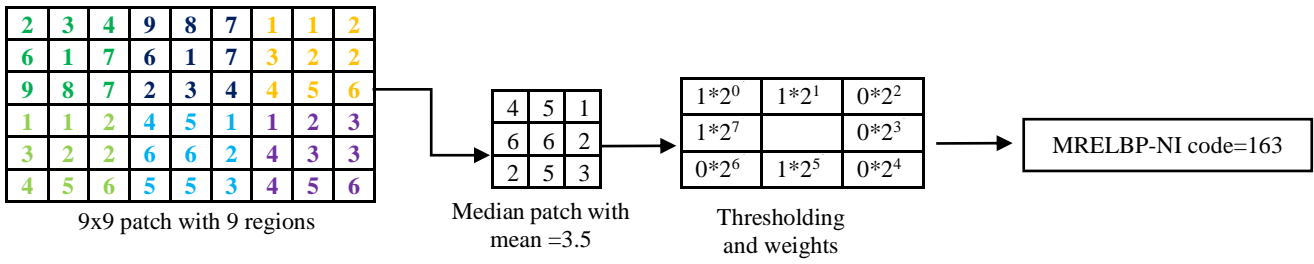 2 3 4 9 8 7 1 1 2
6 1 7 6 1 7 3 2 2
9 8 7 2 3 4 4 5 6
1 1 2 4 5 1 1 2 3
3 2 2 6 6 2 4 3 3
4 5 6 5 5 3 4 5 6
9x9 patch with 9 regions
4 5 1
6 6 2
2 5 3
Median patch with
mean =3.5
1*2⁰ 1*2¹ 0*2²
1*2⁷ 0*2³
0*2⁶ 1*2⁵ 0*2⁴
Thresholding
and weights
MRELBP-NI code=163